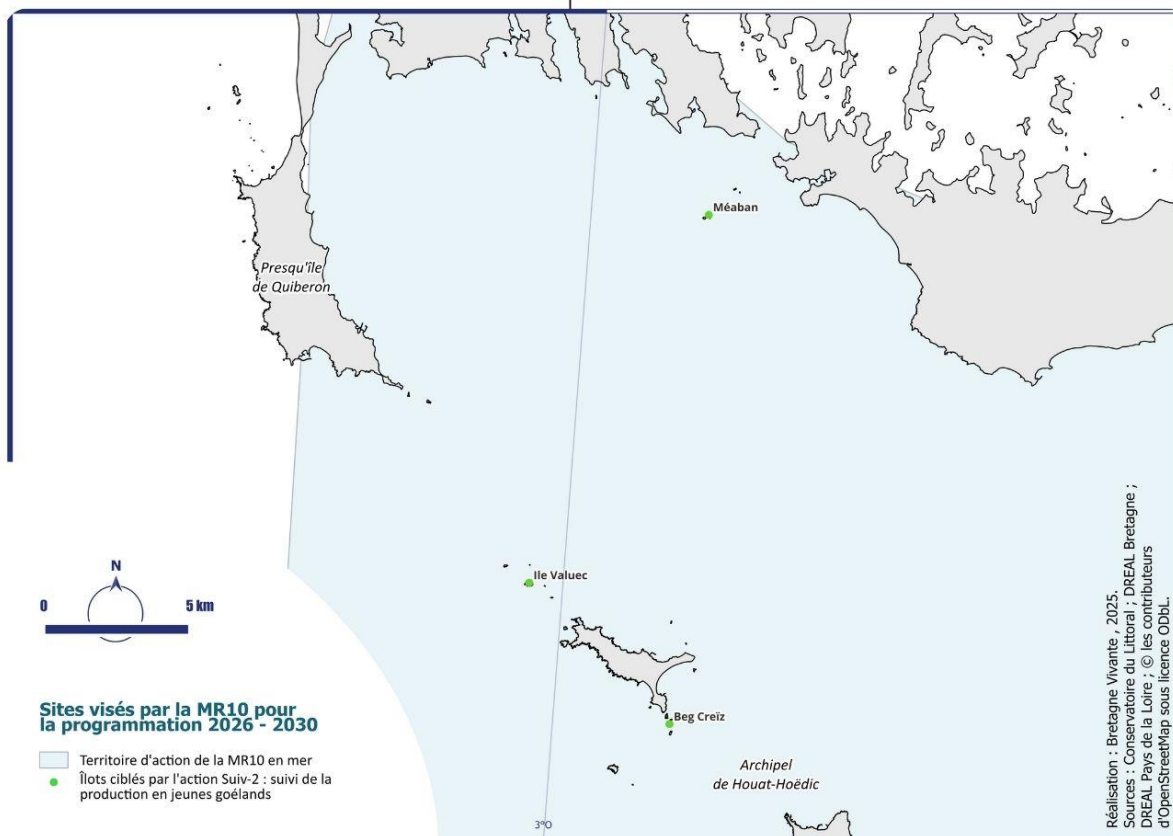 Méaban
Presqu'île
de Quiberon
Ile Valuec
N
0 5 km
Beg Creïz
Sites visés par la MR10 pour
la programmation 2026 - 2030
Territoire d'action de la MR10 en mer
Îlots ciblés par l'action Suiv-2 : suivi de la
production en jeunes goélands
Archipel
de Houat-Hoëdic
3°O
Réalisation : Bretagne Vivante , 2025.
Sources : Conservatoire du Littoral ; DREAL Bretagne ;
DREAL Pays de la Loire ; © les contributeurs
d'OpenStreetMap sous licence ODbL.